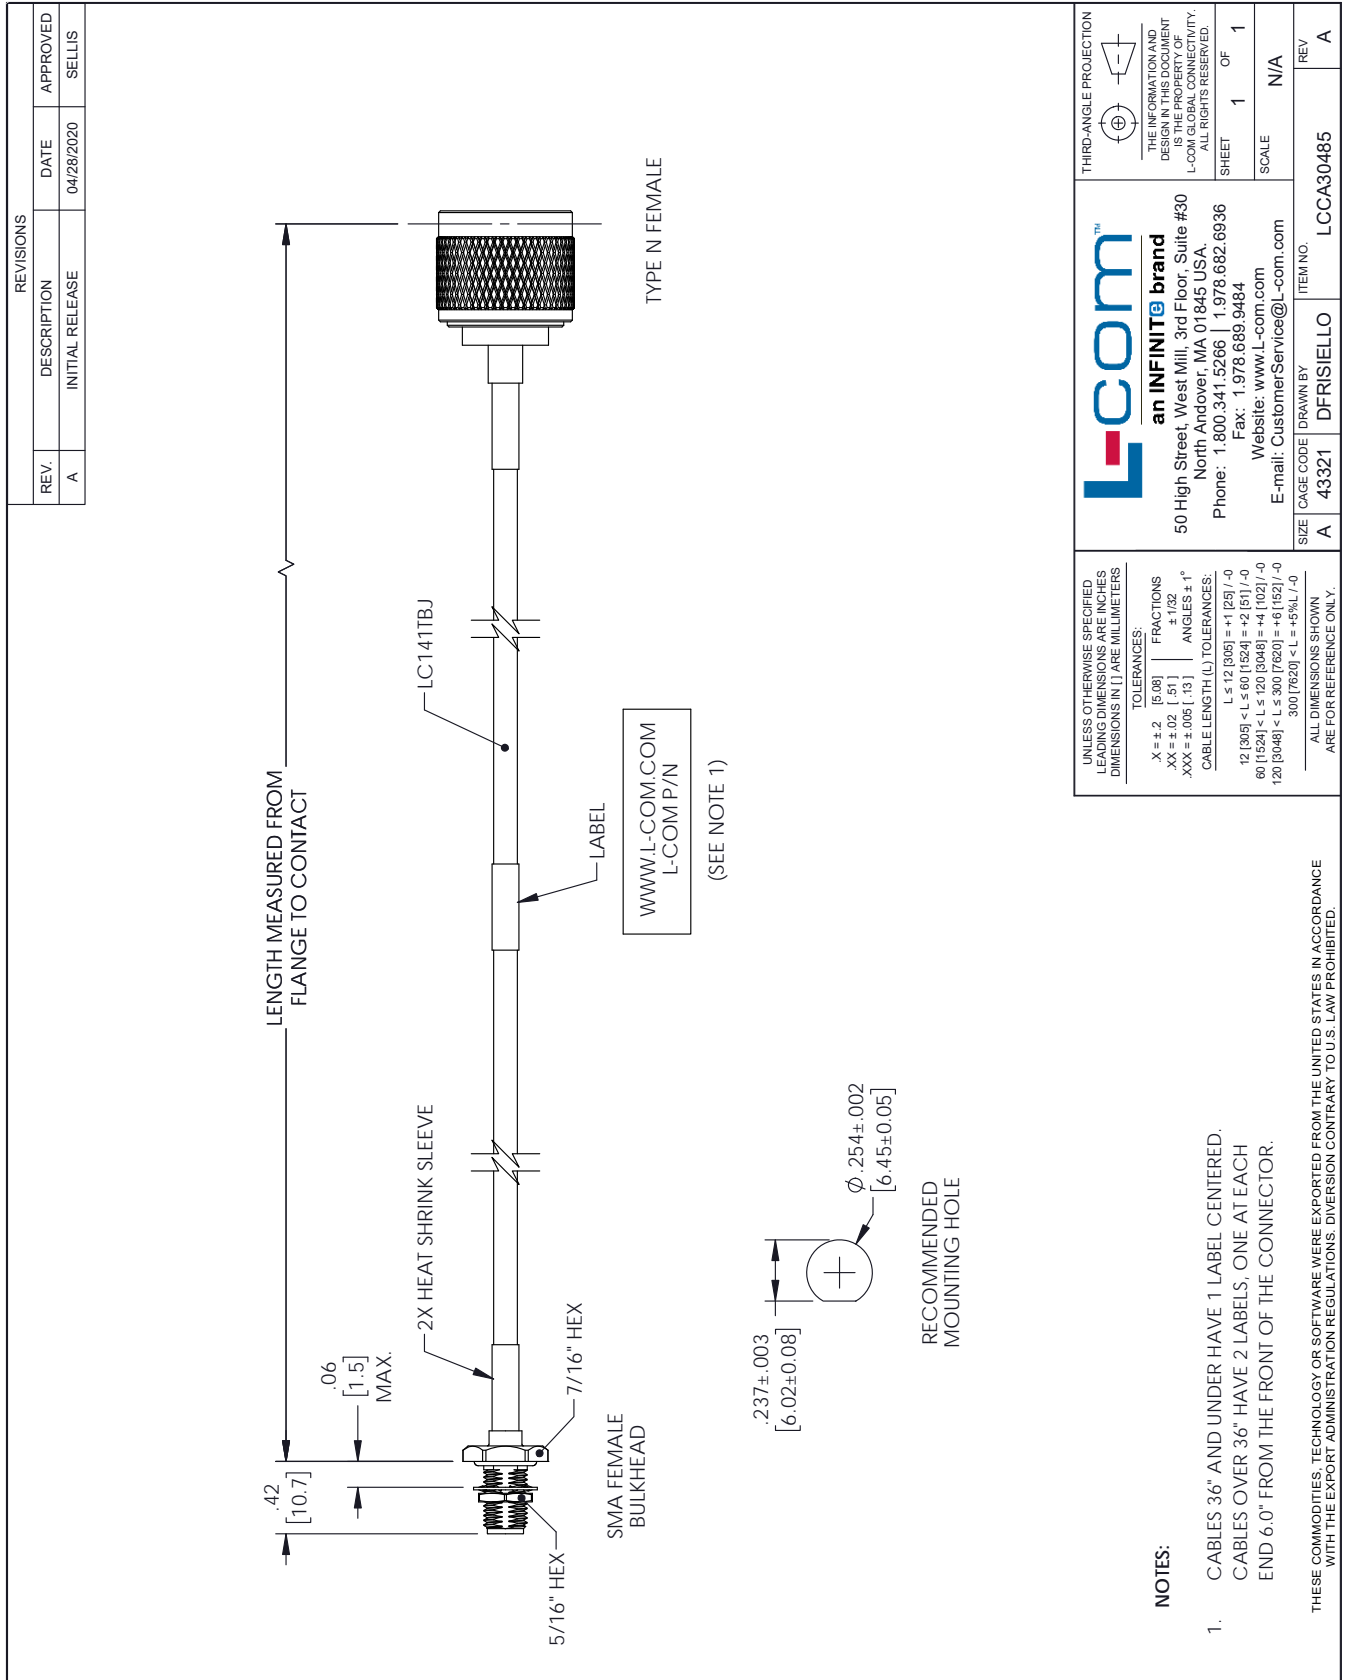 REVISIONS
REV. DESCRIPTION DATE APPROVED
A INITIAL RELEASE 04/28/2020 SELLIS
LENGTH MEASURED FROM
FLANGE TO CONTACT
.42
[10.7]
.06
[1.5]
MAX.
2X HEAT SHRINK SLEEVE
LC141TBJ
LABEL
WWW.L-COM.COM
L-COM P/N
(SEE NOTE 1)
5/16" HEX
7/16" HEX
SMA FEMALE
BULKHEAD
TYPE N FEMALE
.237±.003
[6.02±0.08]
Ø .254±.002
[6.45±0.05]
RECOMMENDED
MOUNTING HOLE
NOTES:
1. CABLES 36" AND UNDER HAVE 1 LABEL CENTERED.
CABLES OVER 36" HAVE 2 LABELS, ONE AT EACH
END 6.0" FROM THE FRONT OF THE CONNECTOR.
THESE COMMODITIES, TECHNOLOGY OR SOFTWARE WERE EXPORTED FROM THE UNITED STATES IN ACCORDANCE
WITH THE EXPORT ADMINISTRATION REGULATIONS. DIVERSION CONTRARY TO U.S. LAW PROHIBITED.
UNLESS OTHERWISE SPECIFIED
LEADING DIMENSIONS ARE INCHES
DIMENSIONS IN [ ] ARE MILLIMETERS
TOLERANCES:
.X = ±.2 [5.08] FRACTIONS
.XX = ±.02 [.51] ± 1/32
.XXX = ±.005 [.13] ANGLES ± 1°
CABLE LENGTH (L) TOLERANCES:
L ≤ 12 [305] = +1 [25] / -0
12 [305] < L ≤ 60 [1524] = +2 [51] / -0
60 [1524] < L ≤ 120 [3048] = +4 [102] / -0
120 [3048] < L ≤ 300 [7620] = +6 [152] / -0
300 [7620] < L = +5%L / -0
ALL DIMENSIONS SHOWN
ARE FOR REFERENCE ONLY.
L-com™
an INFINITe brand
50 High Street, West Mill, 3rd Floor, Suite #30
North Andover, MA 01845 USA.
Phone: 1.800.341.5266 | 1.978.682.6936
Fax: 1.978.689.9484
Website: www.L-com.com
E-mail: CustomerService@L-com.com
THIRD-ANGLE PROJECTION
THE INFORMATION AND
DESIGN IN THIS DOCUMENT
IS THE PROPERTY OF
L-COM GLOBAL CONNECTIVITY.
ALL RIGHTS RESERVED.
SHEET 1 OF 1
SCALE N/A
SIZE A
CAGE CODE 43321
DRAWN BY DFRISIELLO
ITEM NO. LCCA30485
REV A